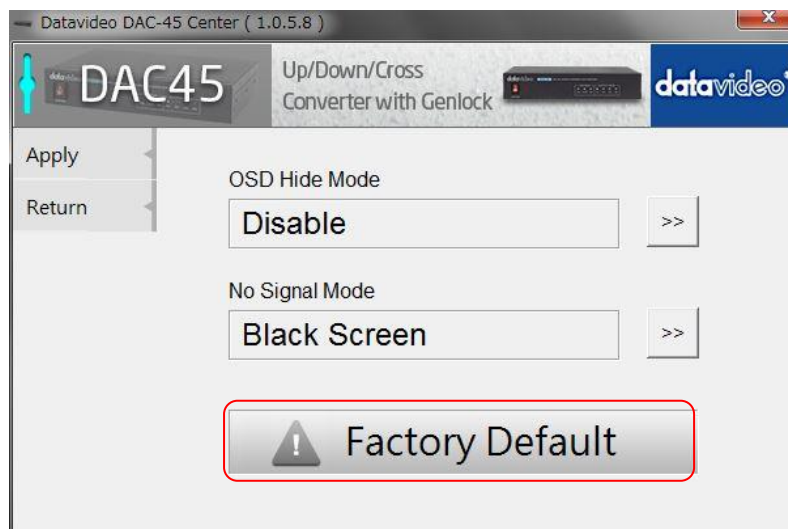 Datavideo DAC-45 Center ( 1.0.5.8 )
x
DAC45
Up/Down/Cross
Converter with Genlock
datavideo
Apply
Return
OSD Hide Mode
Disable
>>
No Signal Mode
Black Screen
>>
! Factory Default